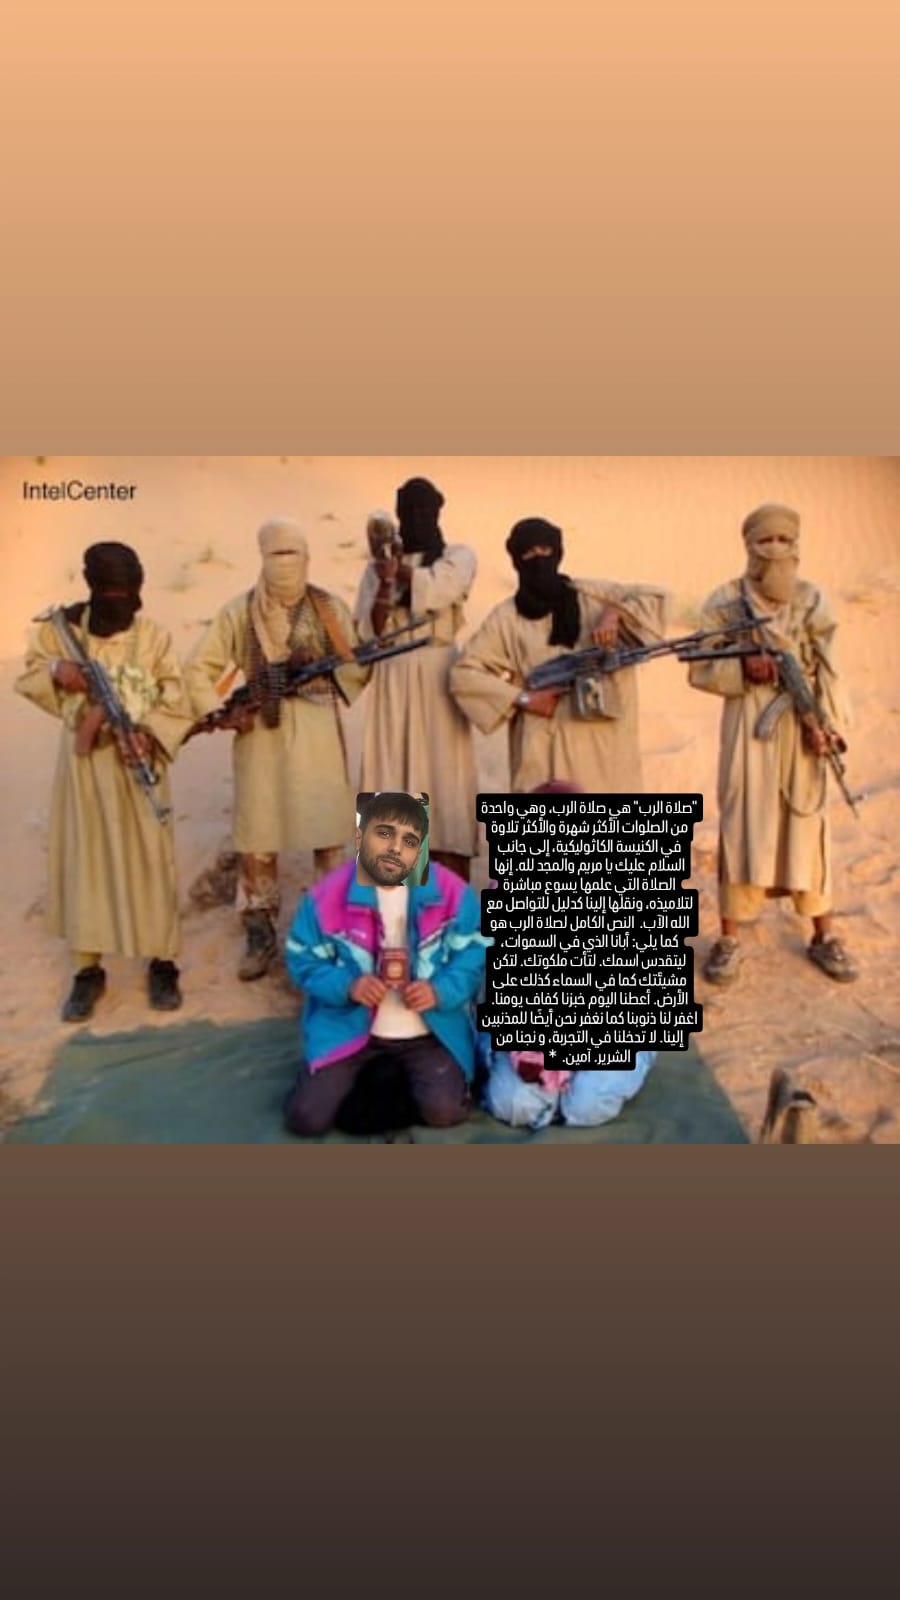 IntelCenter
"صلاة الرب" هي صلاة الرب، وهي واحدة
من الصلوات الأكثر شهرة والأكثر تلاوة
في الكنيسة الكاثوليكية، إلى جانب
السلام عليك يا مريم والمجد لله. إنها
الصلاة التي علمها يسوع مباشرة
لتلاميذه، ونقلها إلينا كدليل للتواصل مع
الله الآب. النص الكامل لصلاة الرب هو
كما يلي: أبانا الذي في السموات،
ليتقدس اسمك. لتأت ملكوتك. لتكن
مشيئتك كما في السماء كذلك على
الأرض. أعطنا اليوم خبزنا كفاف يومنا.
اغفر لنا ذنوبنا كما نغفر نحن أيضًا للمذنبين
إلينا. لا تدخلنا في التجربة، و نجنا من
الشرير. آمين. *